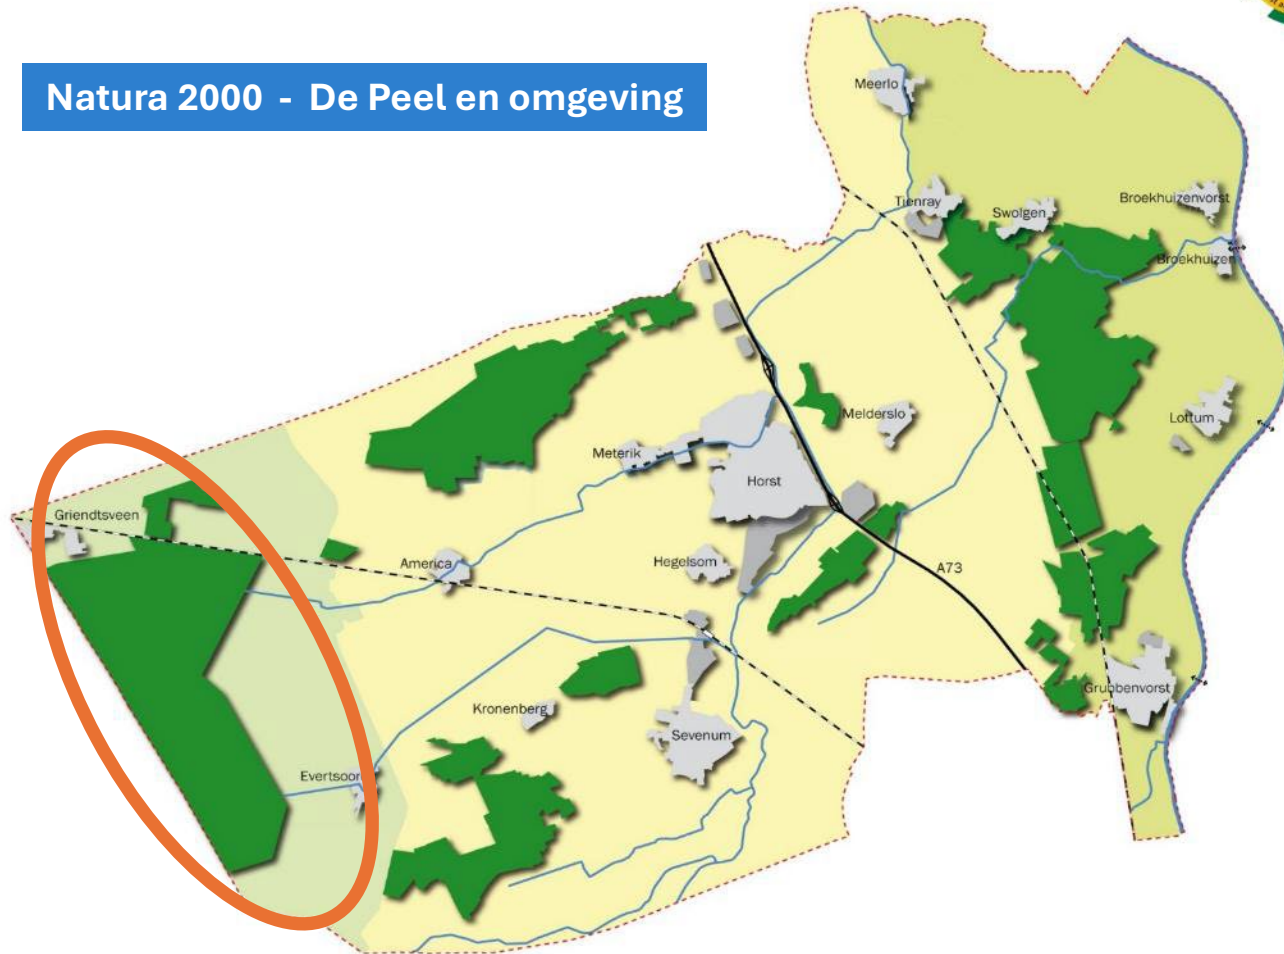 Natura 2000 - De Peel en omgeving
Meerlo
Tienray
Swolgen
Broekhuizenvorst
Broekhuizen
Lottum
Melderslo
Meterik
Horst
Griendtsveen
America
Hegelsom
A73
Kronenberg
Sevenum
Grubbenvorst